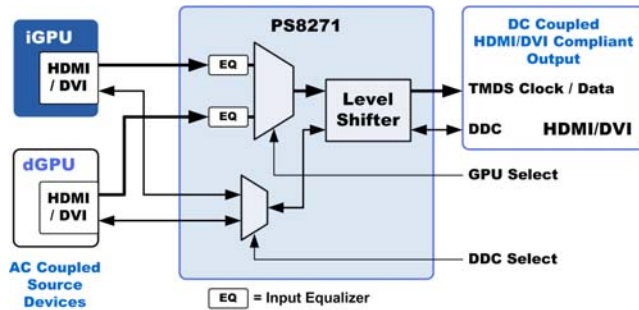 iGPU
HDMI
/ DVI
dGPU
HDMI
/ DVI
AC Coupled
Source
Devices
PS8271
EQ
EQ
Level
Shifter
DC Coupled
HDMI/DVI Compliant
Output
TMDS Clock / Data
DDC HDMI/DVI
GPU Select
DDC Select
EQ = Input Equalizer